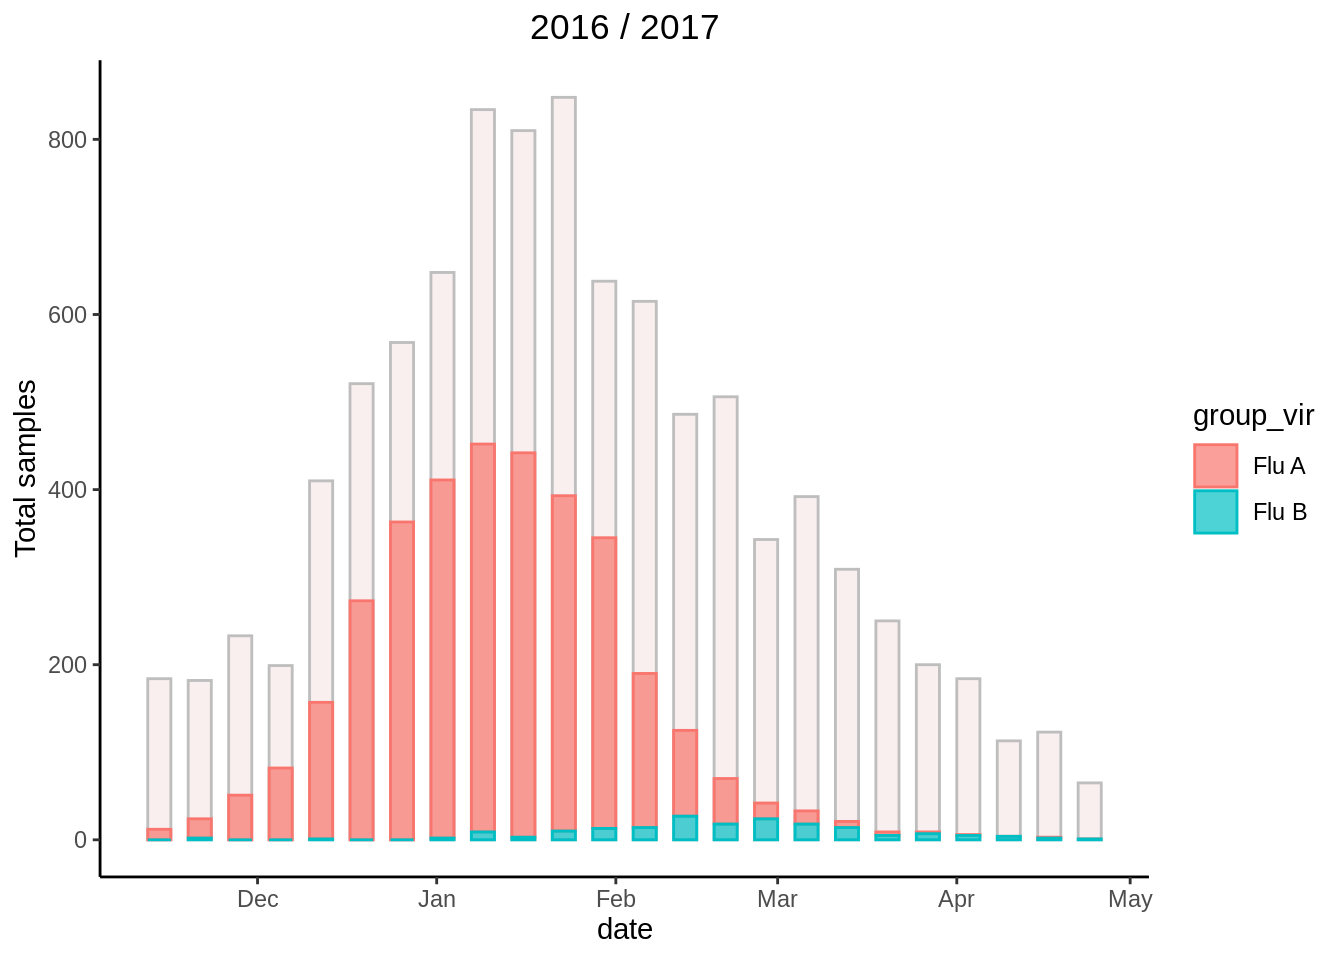 2016 / 2017
800
600
400
200
0
Total samples
Dec Jan Feb Mar Apr May
date
group_vir
Flu A
Flu B